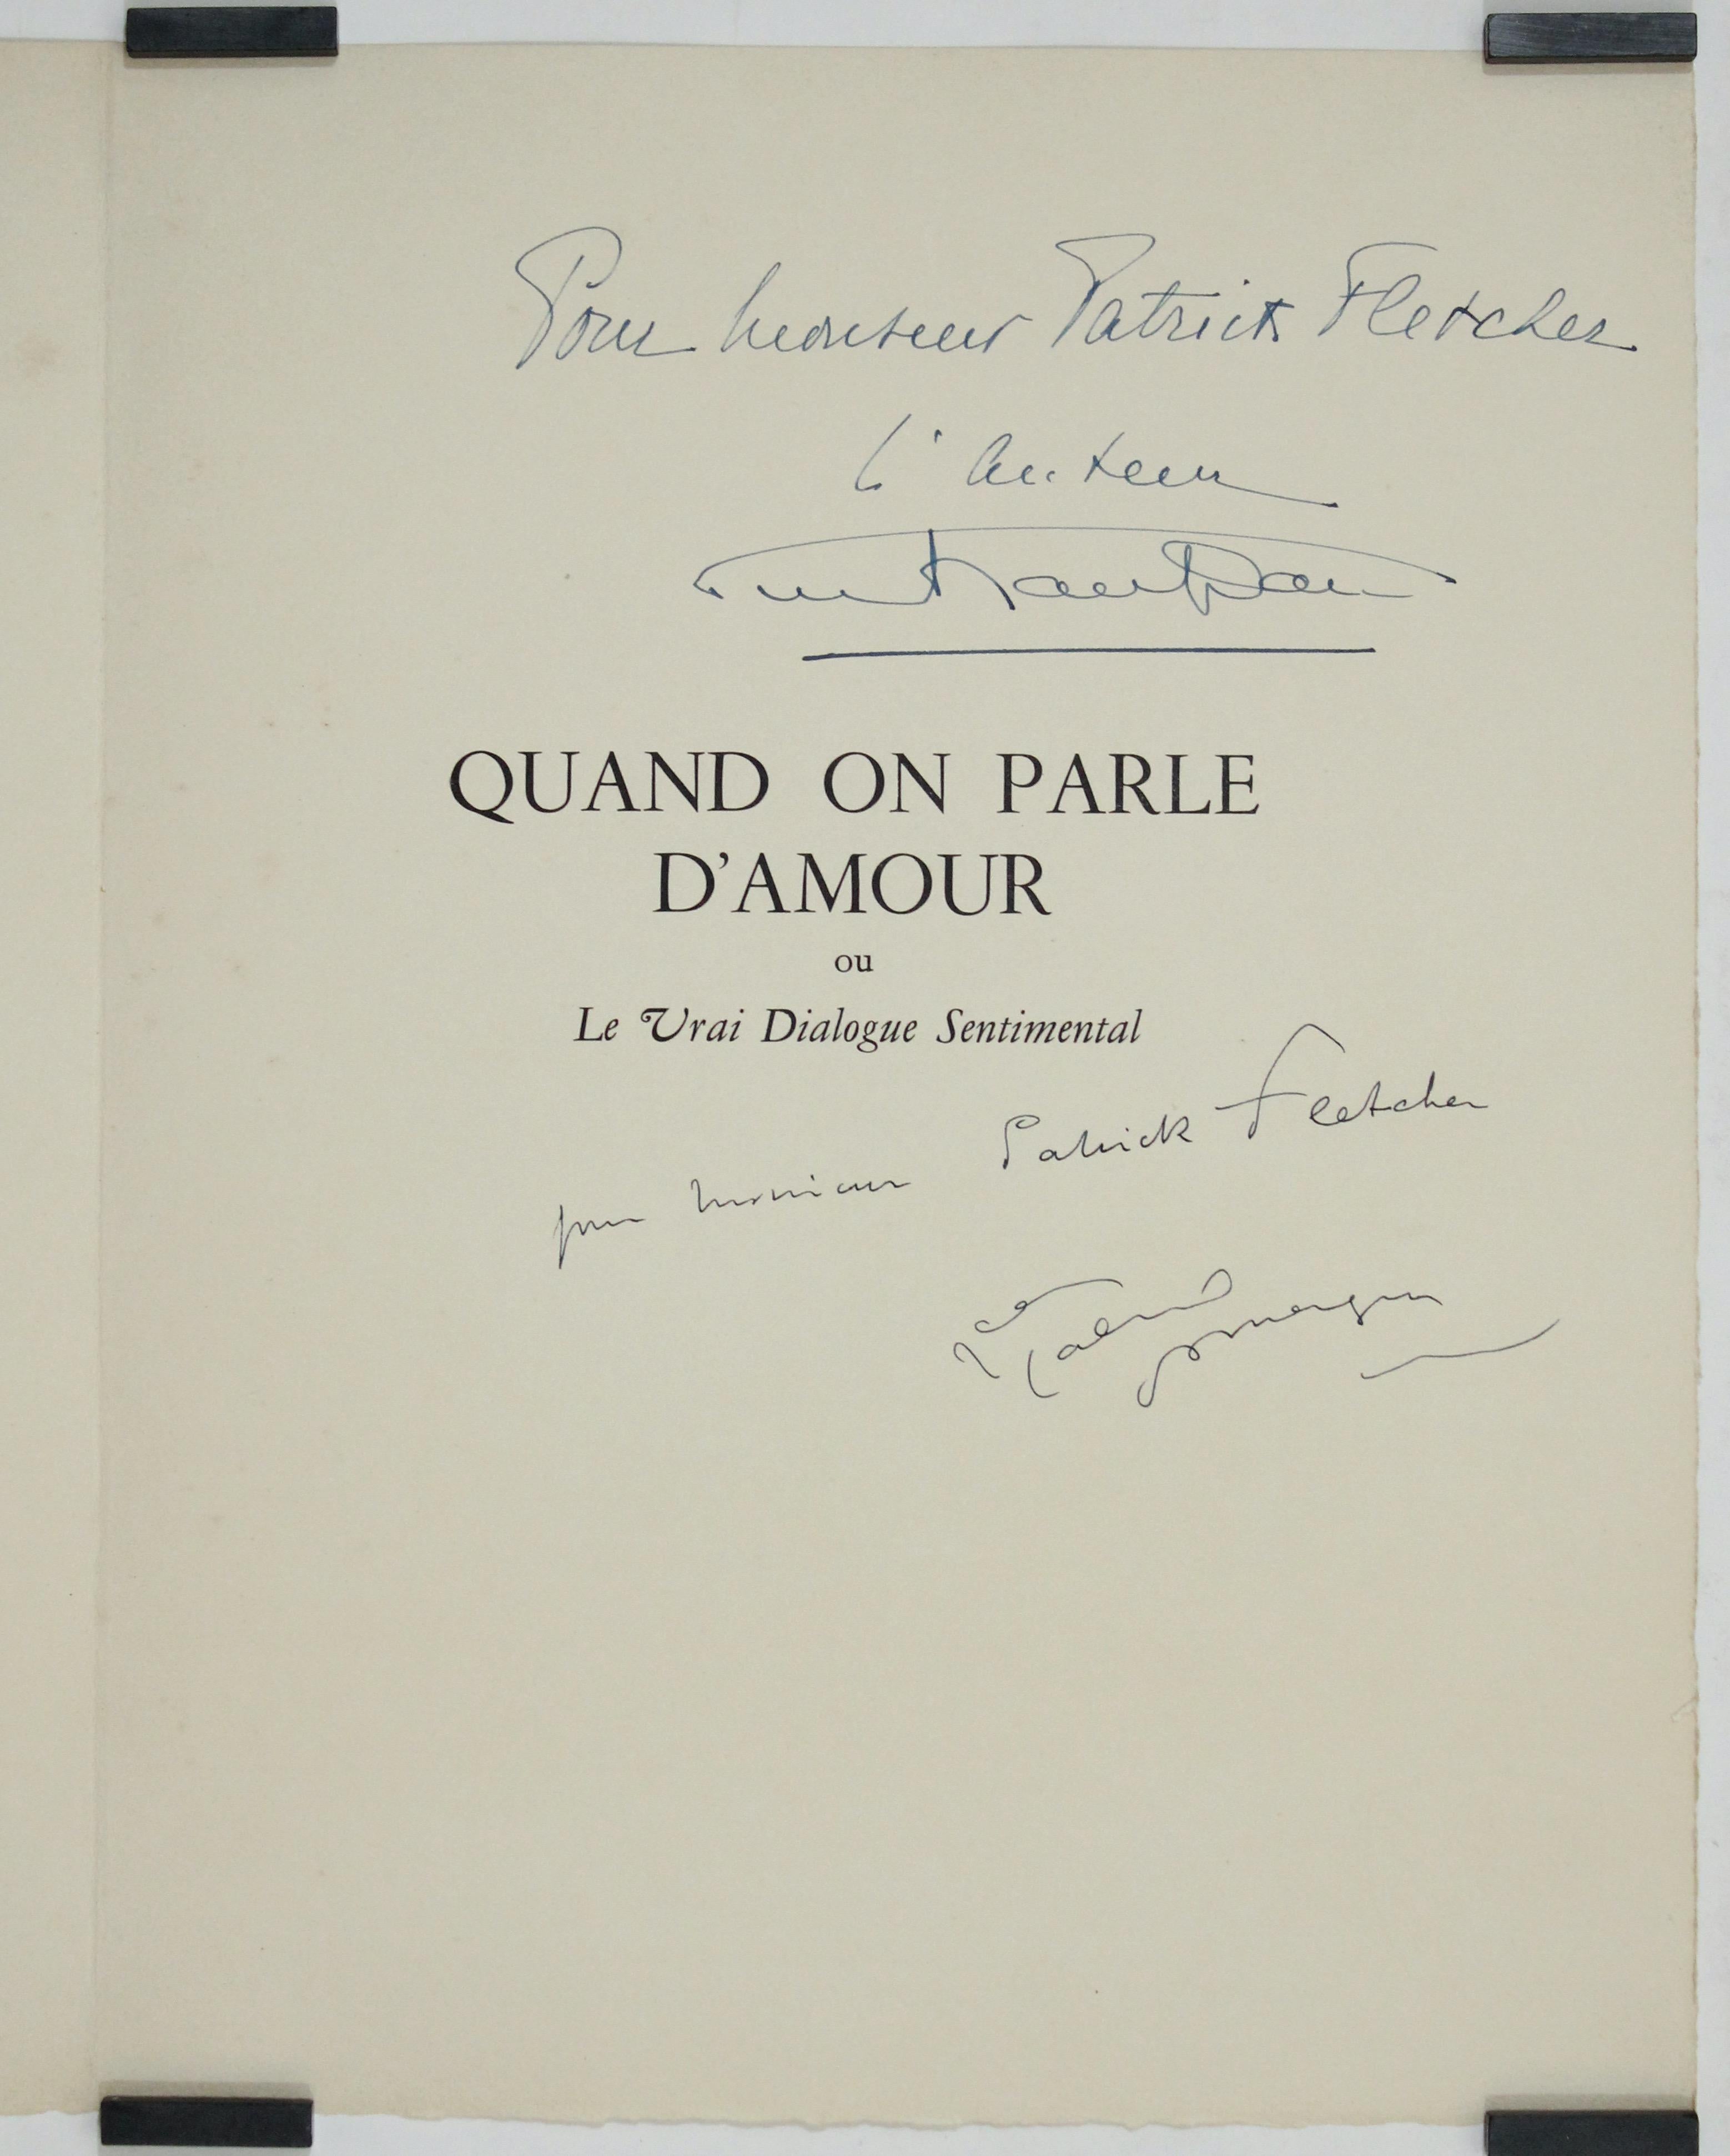 Pour monsieur Patrick Fletcher
L'auteur
QUAND ON PARLE
D'AMOUR
ou
Le Vrai Dialogue Sentimental
pour monsieur Patrick Fletcher